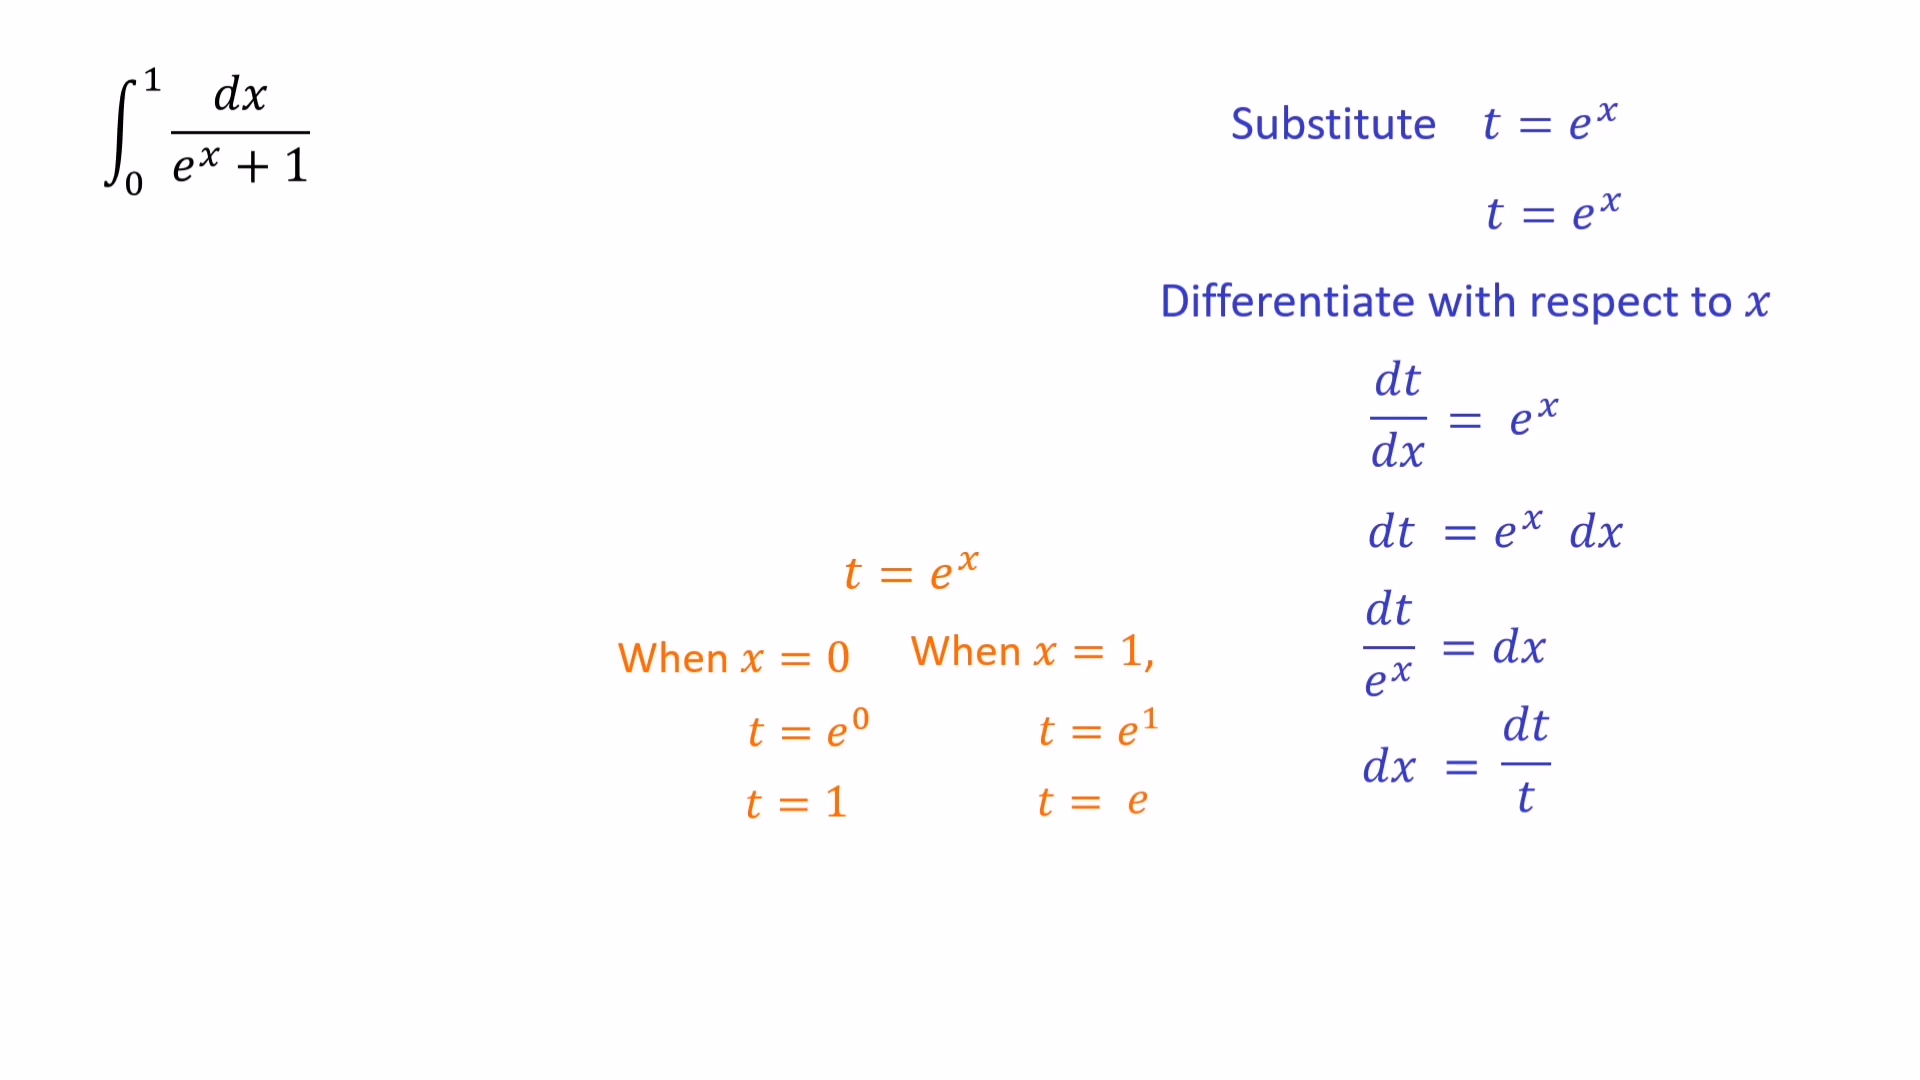 ∫₀¹ dx / (eˣ + 1)
Substitute t = eˣ
t = eˣ
Differentiate with respect to x
dt/dx = eˣ
dt = eˣ dx
dt/eˣ = dx
dx = dt/t
t = eˣ
When x = 0
t = e⁰
t = 1
When x = 1,
t = e¹
t = e